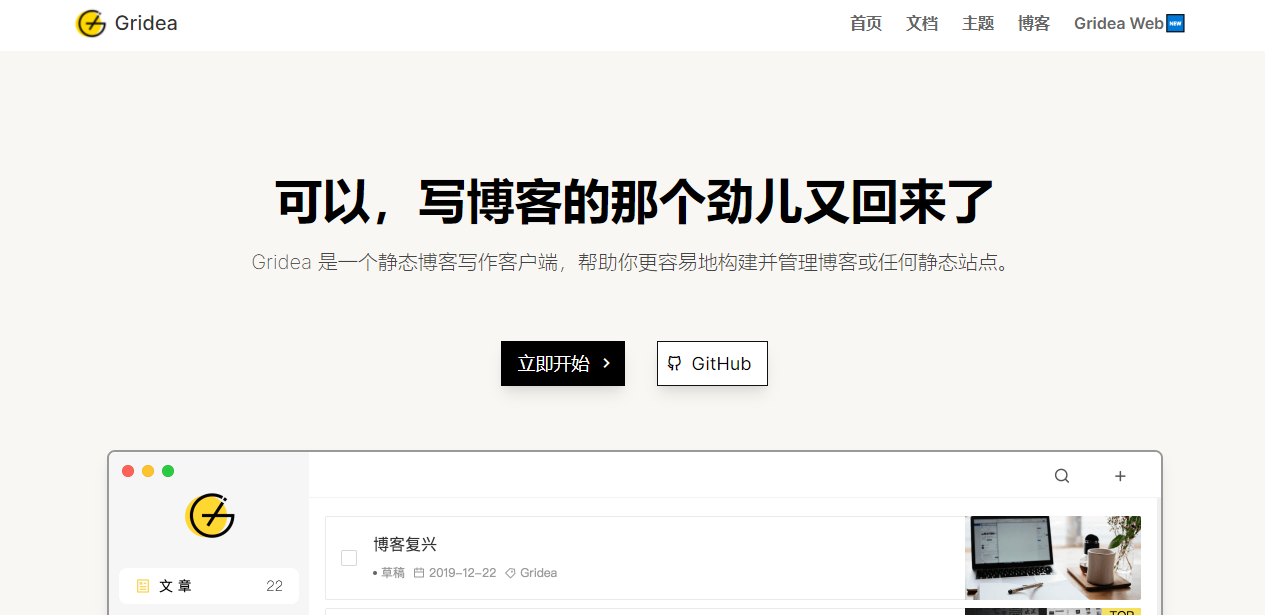 Gridea
首页 文档 主题 博客 Gridea Web NEW
可以，写博客的那个劲儿又回来了
Gridea 是一个静态博客写作客户端，帮助你更容易地构建并管理博客或任何静态站点。
立即开始 GitHub
博客复兴
草稿 2019-12-22 Gridea
文章 22
TOP